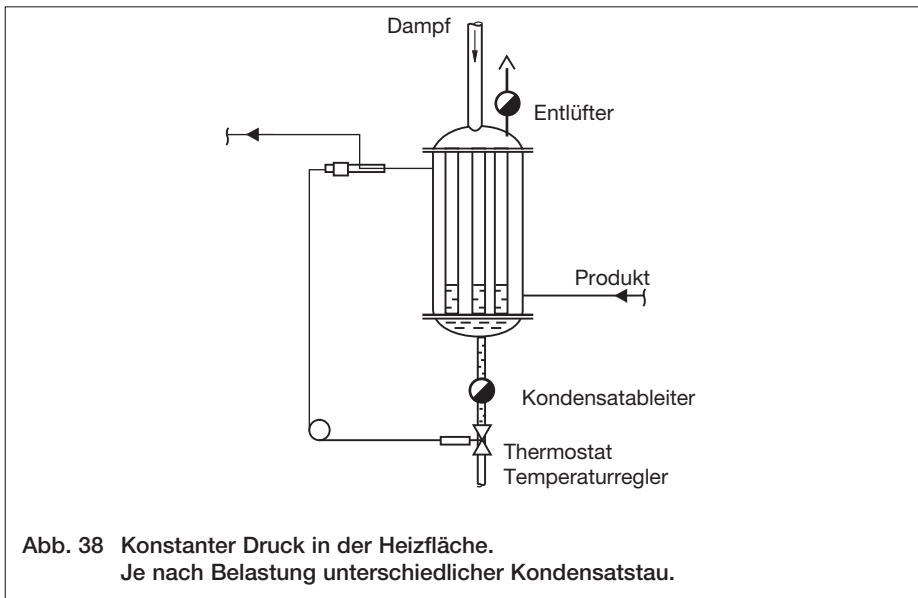 Dampf
Entlüfter
Produkt
Kondensatableiter
Thermostat
Temperaturregler
Abb. 38 Konstanter Druck in der Heizfläche.
Je nach Belastung unterschiedlicher Kondensatstau.